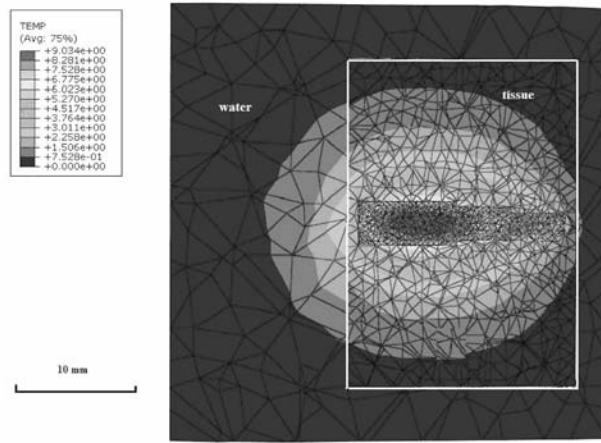 TEMP
(Avg: 75%)
+9.034e+00
+8.281e+00
+7.528e+00
+6.775e+00
+6.023e+00
+5.270e+00
+4.517e+00
+3.764e+00
+3.011e+00
+2.258e+00
+1.506e+00
+7.528e-01
+0.000e+00
water
tissue
10 mm